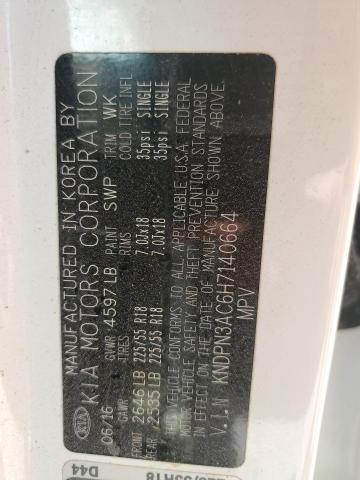 MANUFACTURED IN KOREA BY
KIA KIA MOTORS CORPORATION
06/16 GVWR 4597LB PAINT SWP TRIM WK
GAWR TIRES RIMS COLD TIRE INFL.
FRONT 2646LB 225/55 R18 7.0Jx18 35psi SINGLE
REAR 2535LB 225/55 R18 7.0Jx18 35psi SINGLE
THIS VEHICLE CONFORMS TO ALL APPLICABLE U.S.A. FEDERAL
MOTOR VEHICLE SAFETY AND THEFT PREVENTION STANDARDS
IN EFFECT ON THE DATE OF MANUFACTURE SHOWN ABOVE.
V.I.N KNDPN3AC6H7140664
MPV
D44
225/55R18